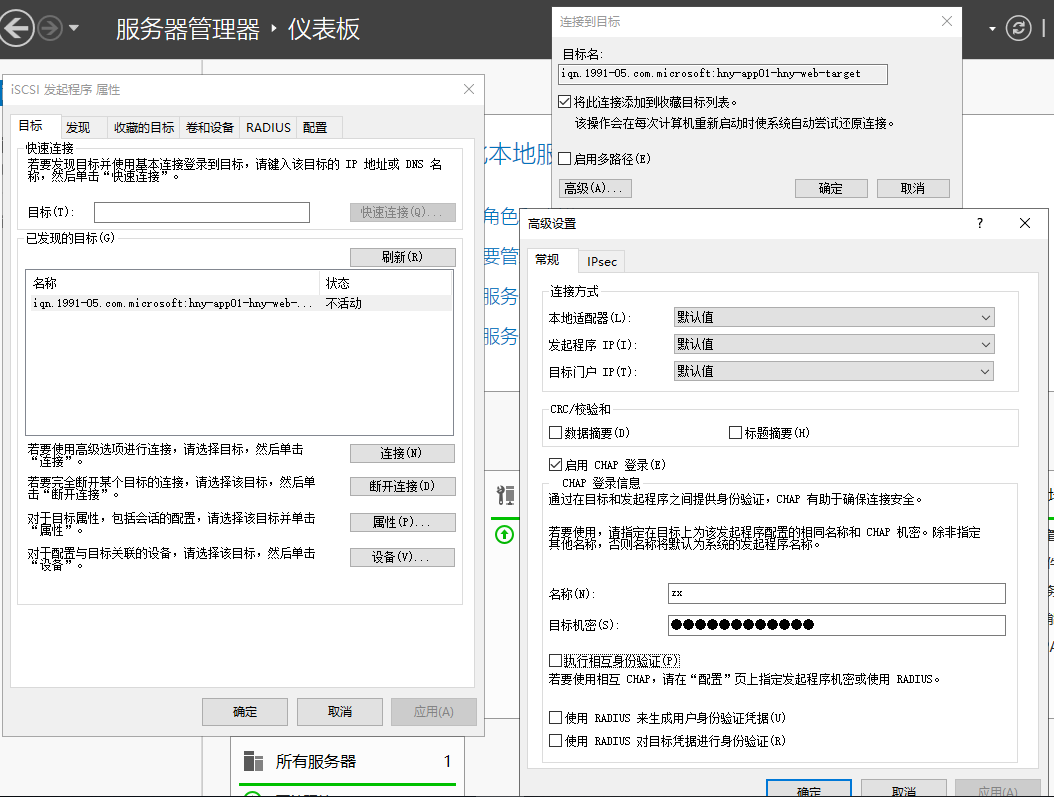 服务器管理器 · 仪表板
iSCSI 发起程序 属性
目标
发现
收藏的目标
卷和设备
RADIUS
配置
快速连接
若要发现目标并使用基本连接登录到目标，请键入该目标的 IP 地址或 DNS 名
称，然后单击“快速连接”。
目标(T):
快速连接(Q)...
已发现的目标(G)
刷新(R)
名称
状态
iqn.1991-05.com.microsoft:hny-app01-hny-web-...
不活动
若要使用高级选项进行连接，请选择目标，然后单击
“连接”。
连接(N)
若要完全断开某个目标的连接，请选择该目标，然后单
击“断开连接”。
断开连接(D)
对于目标属性，包括会话的配置，请选择该目标并单击
“属性”。
属性(P)...
对于配置与目标关联的设备，请选择该目标，然后单击
“设备”。
设备(V)...
确定
取消
应用(A)
所有服务器
1
本地服
角色
要管
服务
服务
连接到目标
目标名:
iqn.1991-05.com.microsoft:hny-app01-hny-web-target
将此连接添加到收藏目标列表。
该操作会在每次计算机重新启动时使系统自动尝试还原连接。
启用多路径(E)
高级(A)...
确定
取消
高级设置
?
常规
IPsec
连接方式
本地适配器(L):
默认值
发起程序 IP(I):
默认值
目标门户 IP(T):
默认值
CRC/校验和
数据摘要(D)
标题摘要(H)
启用 CHAP 登录(E)
CHAP 登录信息
通过在目标和发起程序之间提供身份验证，CHAP 有助于确保连接安全。
若要使用，请指定在目标上为该发起程序配置的相同名称和 CHAP 机密。除非指定
其他名称，否则名称将默认为系统的发起程序名称。
名称(N):
zx
目标机密(S):
●●●●●●●●●●●●
执行相互身份验证(P)
若要使用相互 CHAP，请在“配置”页上指定发起程序机密或使用 RADIUS。
使用 RADIUS 来生成用户身份验证凭据(U)
使用 RADIUS 对目标凭据进行身份验证(R)
确定
取消
应用(A)